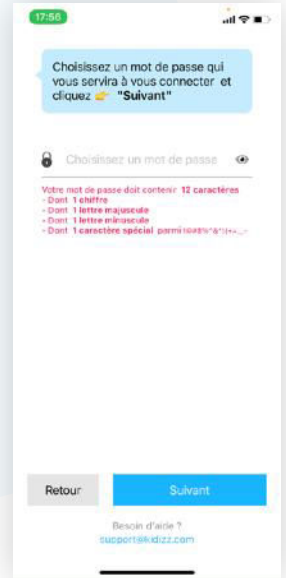 17:56
Choisissez un mot de passe qui
vous servira à vous connecter et
cliquez 👉 "Suivant"
Choisissez un mot de passe
Votre mot de passe doit contenir 12 caractères
- Dont 1 chiffre
- Dont 1 lettre majuscule
- Dont 1 lettre minuscule
- Dont 1 caractère spécial parmi
Retour
Suivant
Besoin d'aide ?
support@kidizz.com